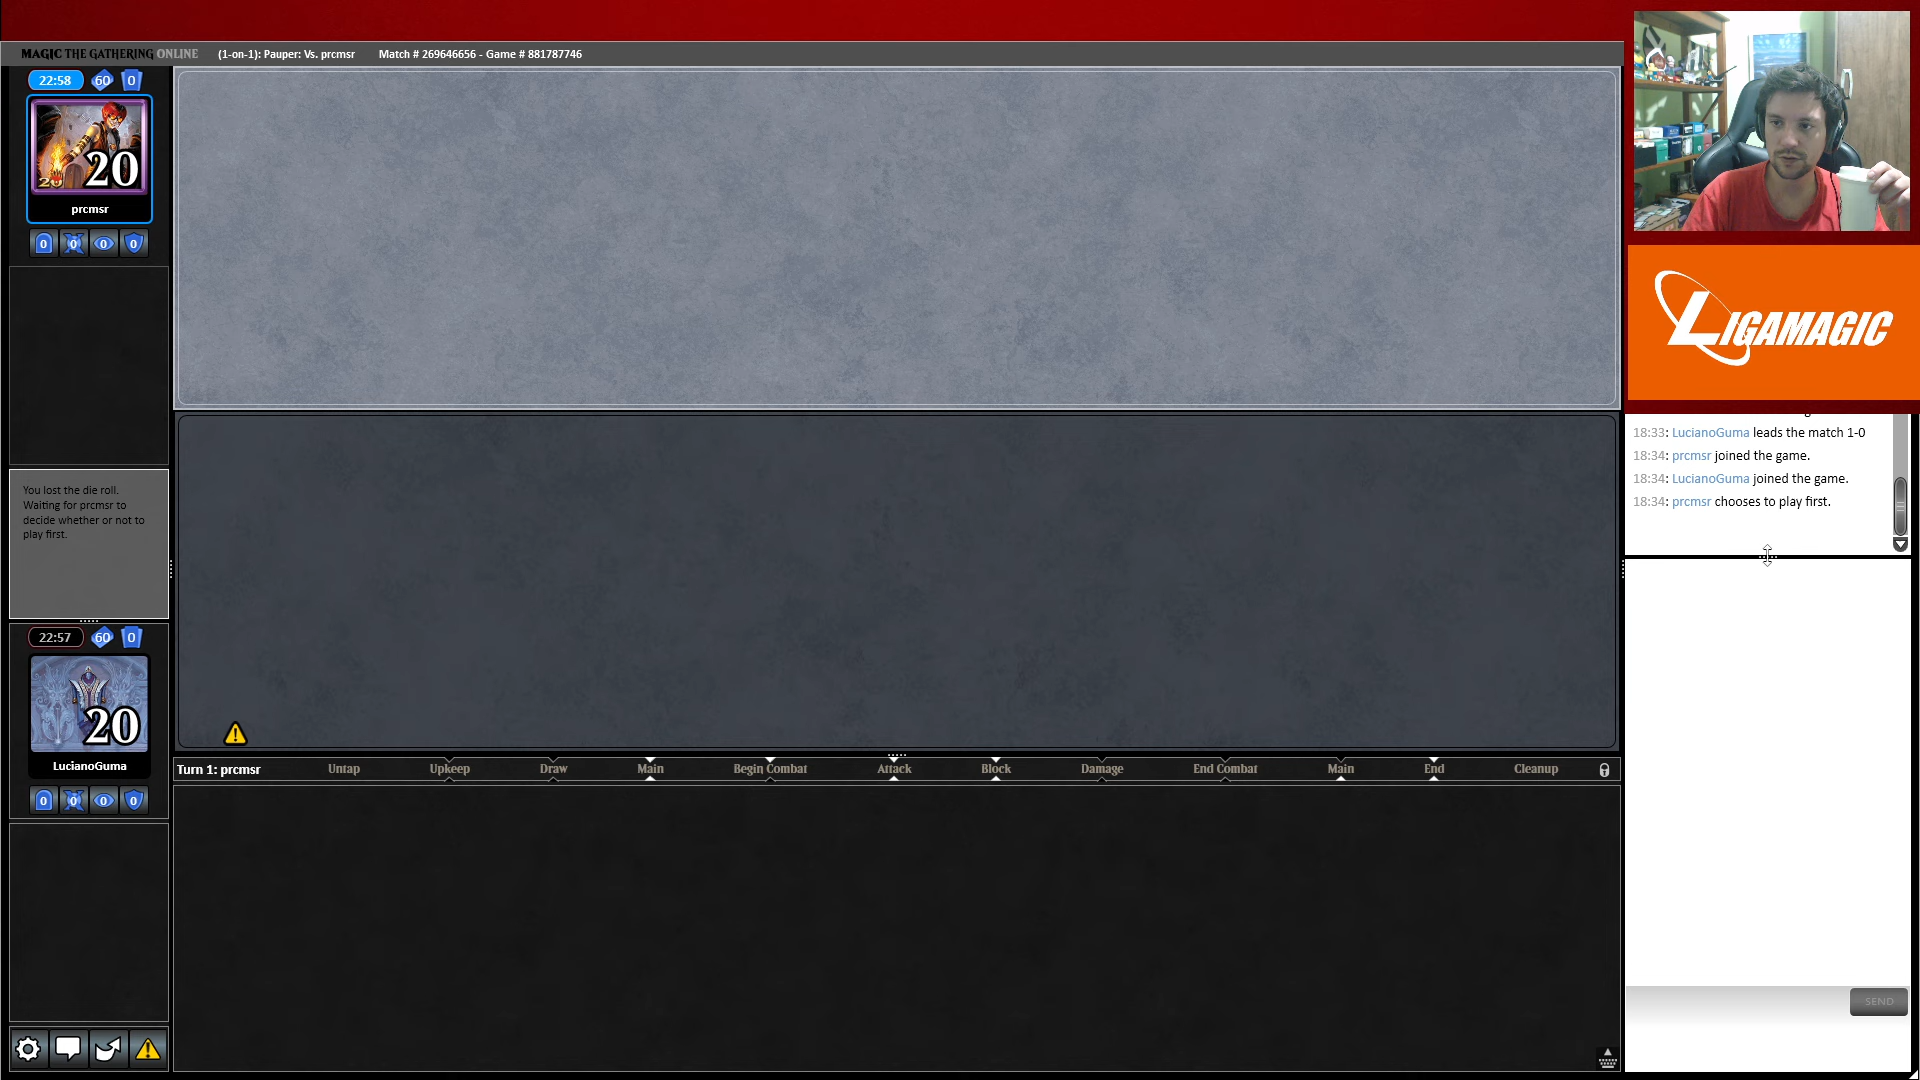 MAGIC THE GATHERING ONLINE
(1-on-1): Pauper: Vs. prcmsr
Match # 269646656 - Game # 881787746
22:58
60
0
20
prcmsr
0 0 0 0
You lost the die roll.
Waiting for prcmsr to
decide whether or not to
play first.
22:57
60
0
20
LucianoGuma
0 0 0 0
Turn 1: prcmsr
Untap
Upkeep
Draw
Main
Begin Combat
Attack
Block
Damage
End Combat
Main
End
Cleanup
LIGAMAGIC
18:33: LucianoGuma leads the match 1-0
18:34: prcmsr joined the game.
18:34: LucianoGuma joined the game.
18:34: prcmsr chooses to play first.
SEND